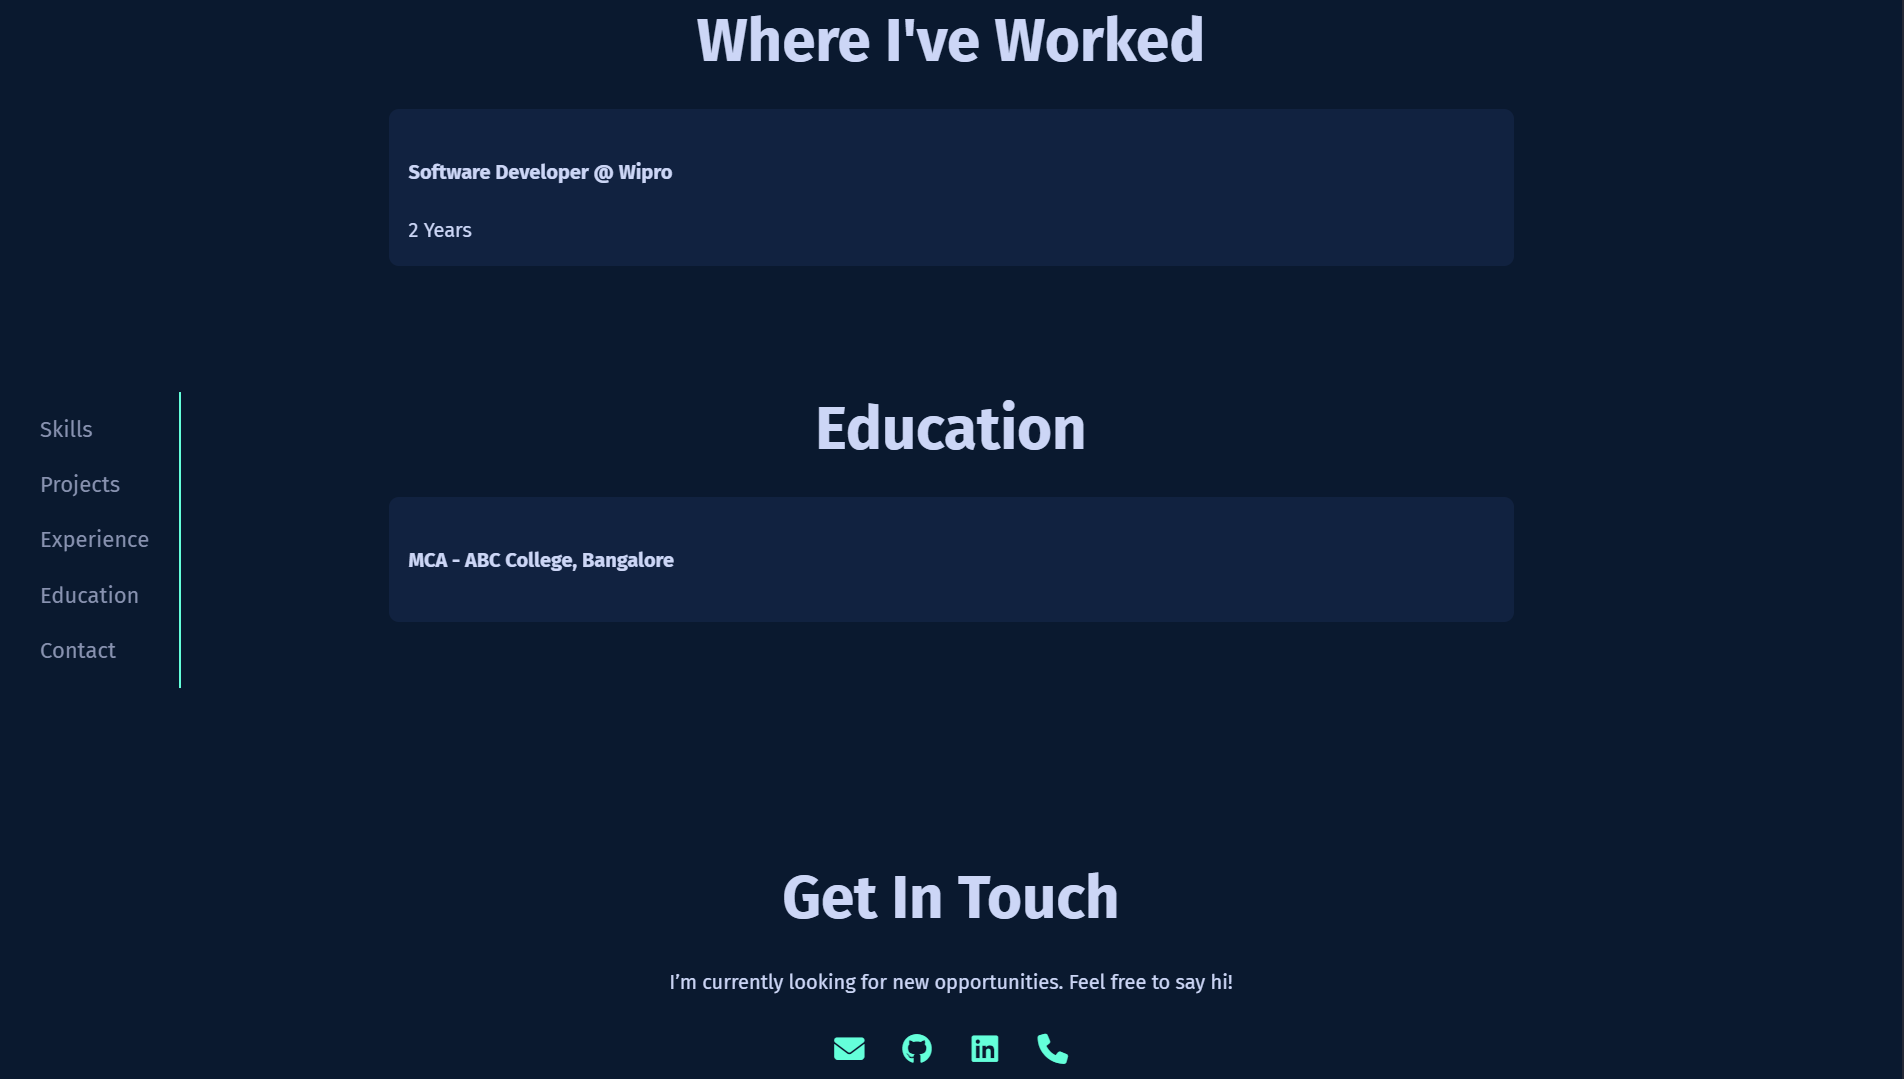 Where I've Worked
Software Developer @ Wipro
2 Years
Skills
Projects
Experience
Education
Contact
Education
MCA - ABC College, Bangalore
Get In Touch
I’m currently looking for new opportunities. Feel free to say hi!
in